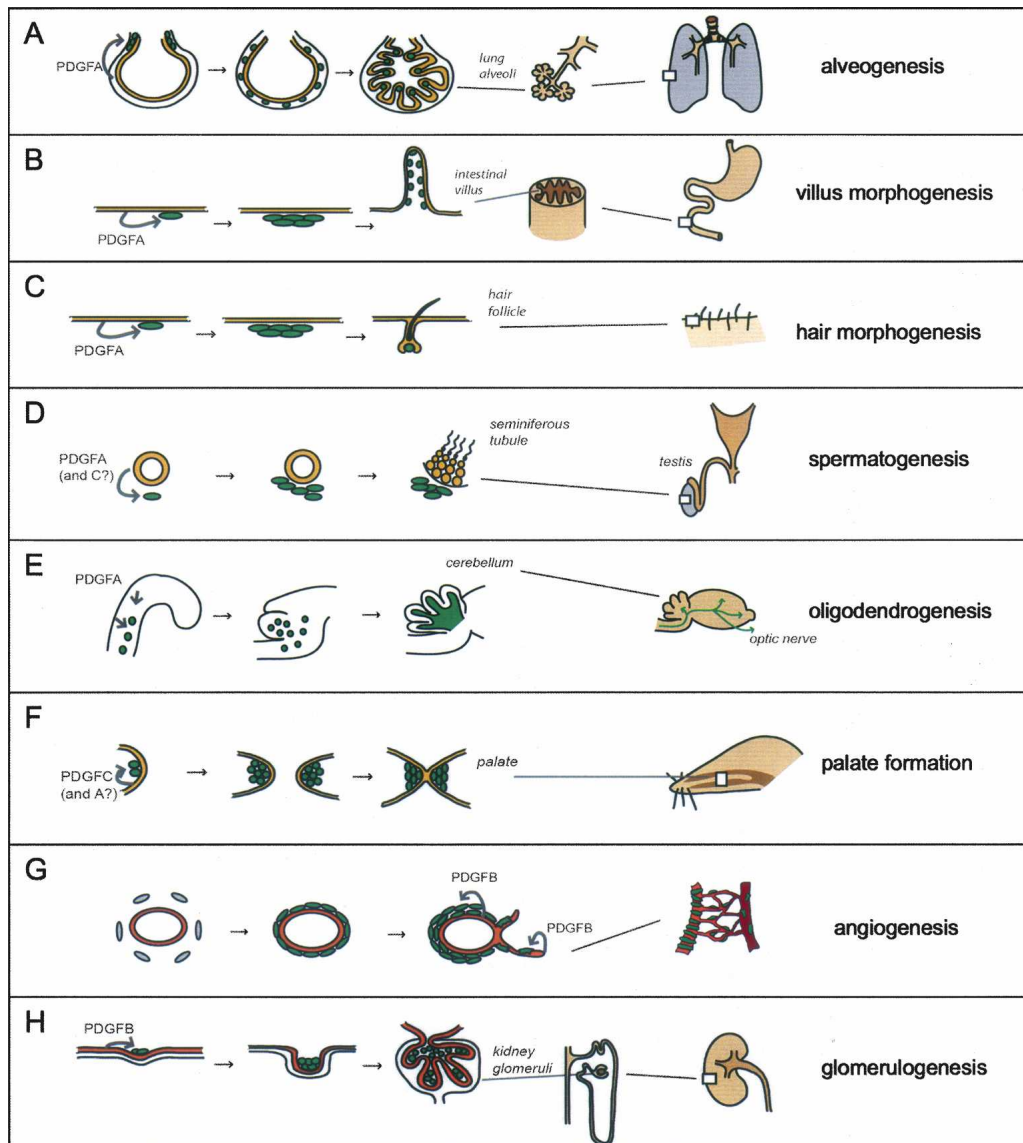 A
PDGFA
lung
alveoli
alveogenesis
B
PDGFA
intestinal
villus
villus morphogenesis
C
PDGFA
hair
follicle
hair morphogenesis
D
PDGFA
(and C?)
seminiferous
tubule
testis
spermatogenesis
E
PDGFA
cerebellum
optic nerve
oligodendrogenesis
F
PDGFC
(and A?)
palate
palate formation
G
PDGFB
PDGFB
angiogenesis
H
PDGFB
kidney
glomeruli
glomerulogenesis